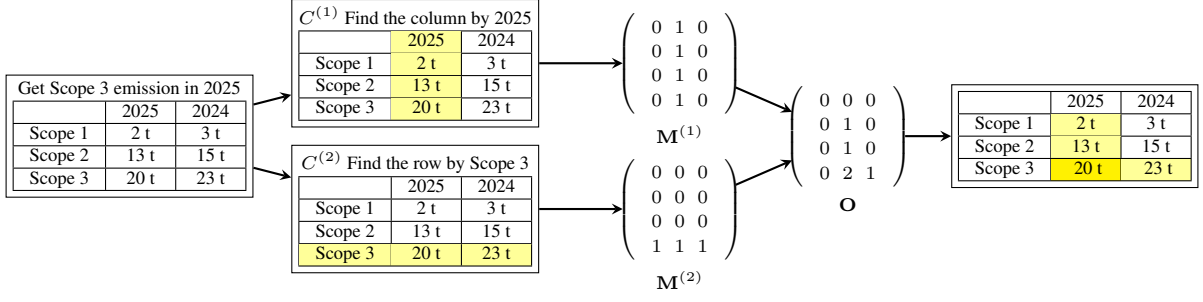 Get Scope 3 emission in 2025
2025 2024
Scope 1 2 t 3 t
Scope 2 13 t 15 t
Scope 3 20 t 23 t
C^(1) Find the column by 2025
2025 2024
Scope 1 2 t 3 t
Scope 2 13 t 15 t
Scope 3 20 t 23 t
C^(2) Find the row by Scope 3
2025 2024
Scope 1 2 t 3 t
Scope 2 13 t 15 t
Scope 3 20 t 23 t
0 1 0
0 1 0
0 1 0
0 1 0
M^(1)
0 0 0
0 0 0
0 0 0
1 1 1
M^(2)
0 0 0
0 1 0
0 1 0
0 2 1
O
2025 2024
Scope 1 2 t 3 t
Scope 2 13 t 15 t
Scope 3 20 t 23 t